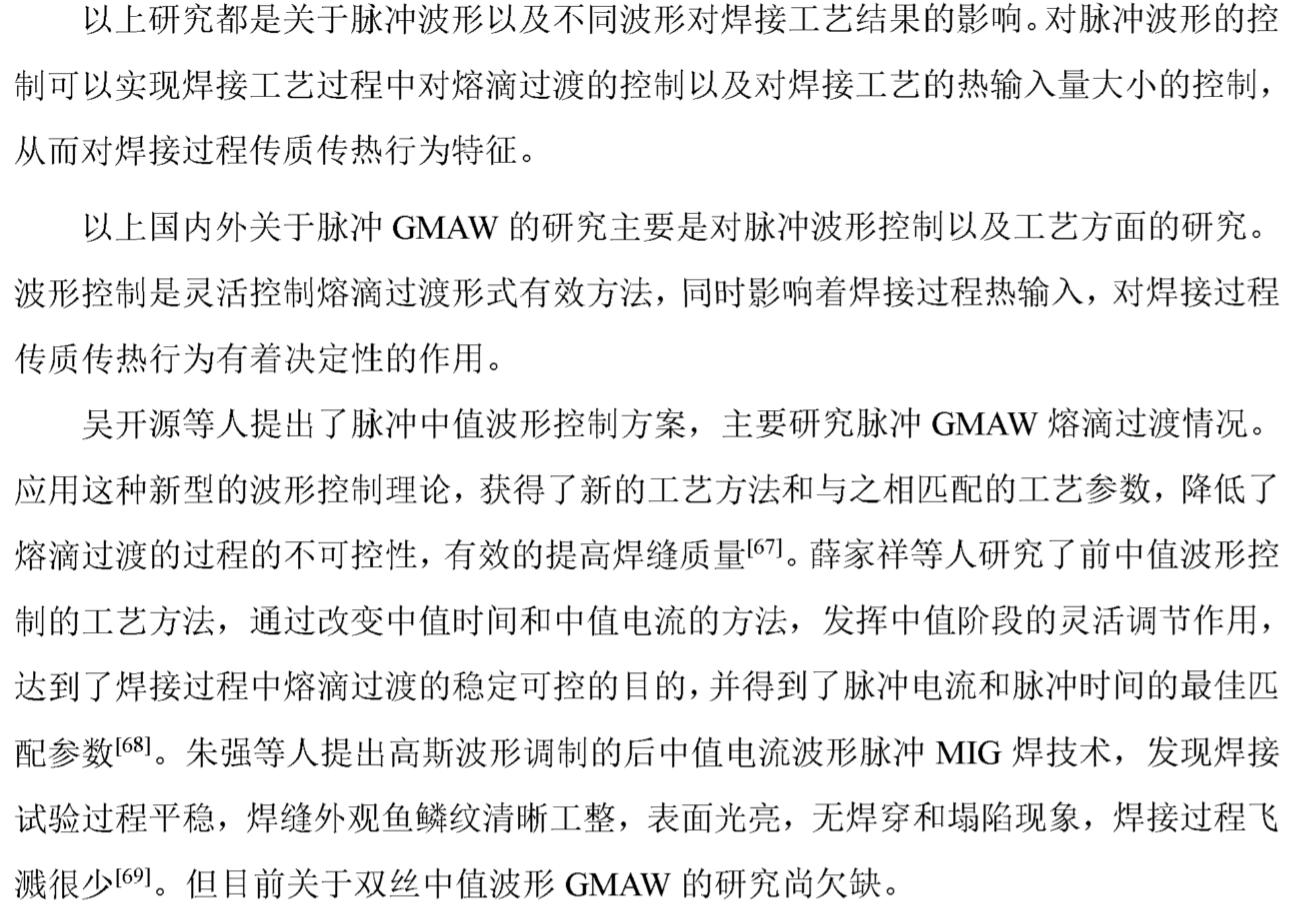 以上研究都是关于脉冲波形以及不同波形对焊接工艺结果的影响。对脉冲波形的控
制可以实现焊接工艺过程中对熔滴过渡的控制以及对焊接工艺的热输入量大小的控制，
从而对焊接过程传质传热行为特征。
以上国内外关于脉冲 GMAW 的研究主要是对脉冲波形控制以及工艺方面的研究。
波形控制是灵活控制熔滴过渡形式有效方法，同时影响着焊接过程热输入，对焊接过程
传质传热行为有着决定性的作用。
吴开源等人提出了脉冲中值波形控制方案，主要研究脉冲 GMAW 熔滴过渡情况。
应用这种新型的波形控制理论，获得了新的工艺方法和与之相匹配的工艺参数，降低了
熔滴过渡的过程的不可控性，有效的提高焊缝质量[67]。薛家祥等人研究了前中值波形控
制的工艺方法，通过改变中值时间和中值电流的方法，发挥中值阶段的灵活调节作用，
达到了焊接过程中熔滴过渡的稳定可控的目的，并得到了脉冲电流和脉冲时间的最佳匹
配参数[68]。朱强等人提出高斯波形调制的后中值电流波形脉冲 MIG 焊技术，发现焊接
试验过程平稳，焊缝外观鱼鳞纹清晰工整，表面光亮，无焊穿和塌陷现象，焊接过程飞
溅很少[69]。但目前关于双丝中值波形 GMAW 的研究尚欠缺。